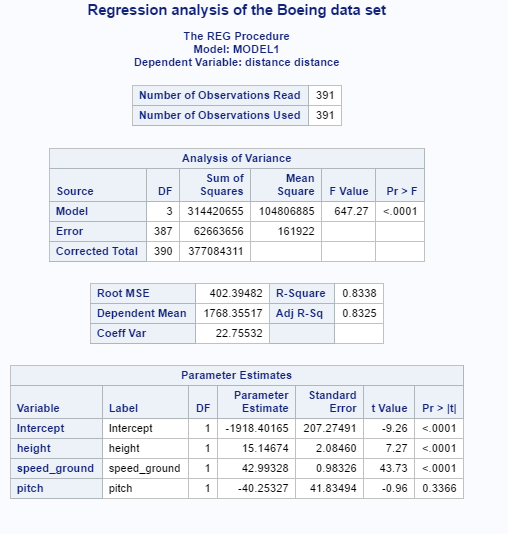 Regression analysis of the Boeing data set
The REG Procedure
Model: MODEL1
Dependent Variable: distance distance
Number of Observations Read 391
Number of Observations Used 391
Analysis of Variance
Source DF Sum of Squares Mean Square F Value Pr > F
Model 3 314420655 104806885 647.27 <.0001
Error 387 62663656 161922
Corrected Total 390 377084311
Root MSE 402.39482 R-Square 0.8338
Dependent Mean 1768.35517 Adj R-Sq 0.8325
Coeff Var 22.75532
Parameter Estimates
Variable Label DF Parameter Estimate Standard Error t Value Pr > |t|
Intercept Intercept 1 -1918.40165 207.27491 -9.26 <.0001
height height 1 15.14674 2.08460 7.27 <.0001
speed_ground speed_ground 1 42.99328 0.98326 43.73 <.0001
pitch pitch 1 -40.25327 41.83494 -0.96 0.3366